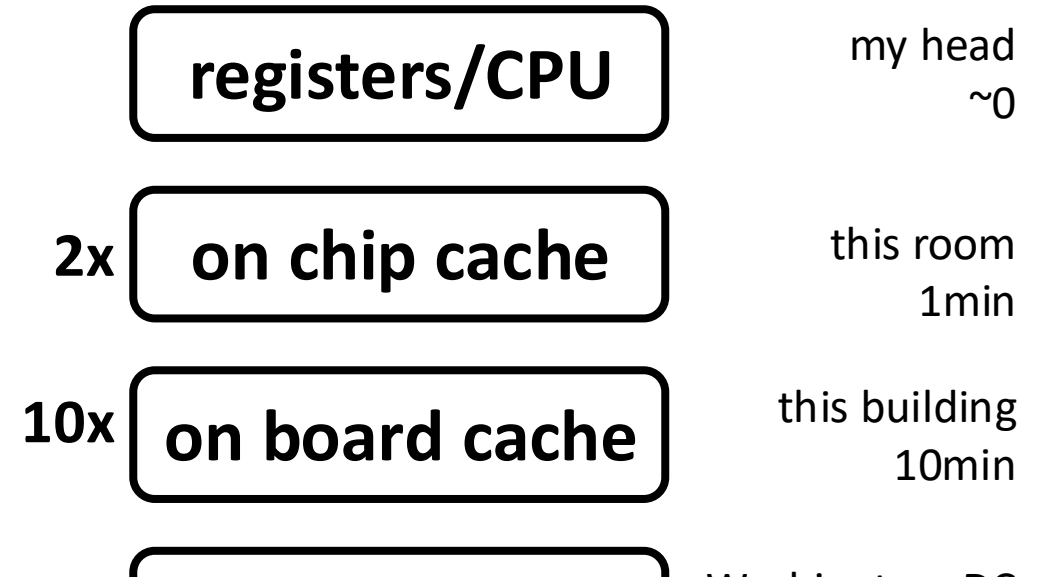 registers/CPU
my head
~0
2x
on chip cache
this room
1min
10x
on board cache
this building
10min